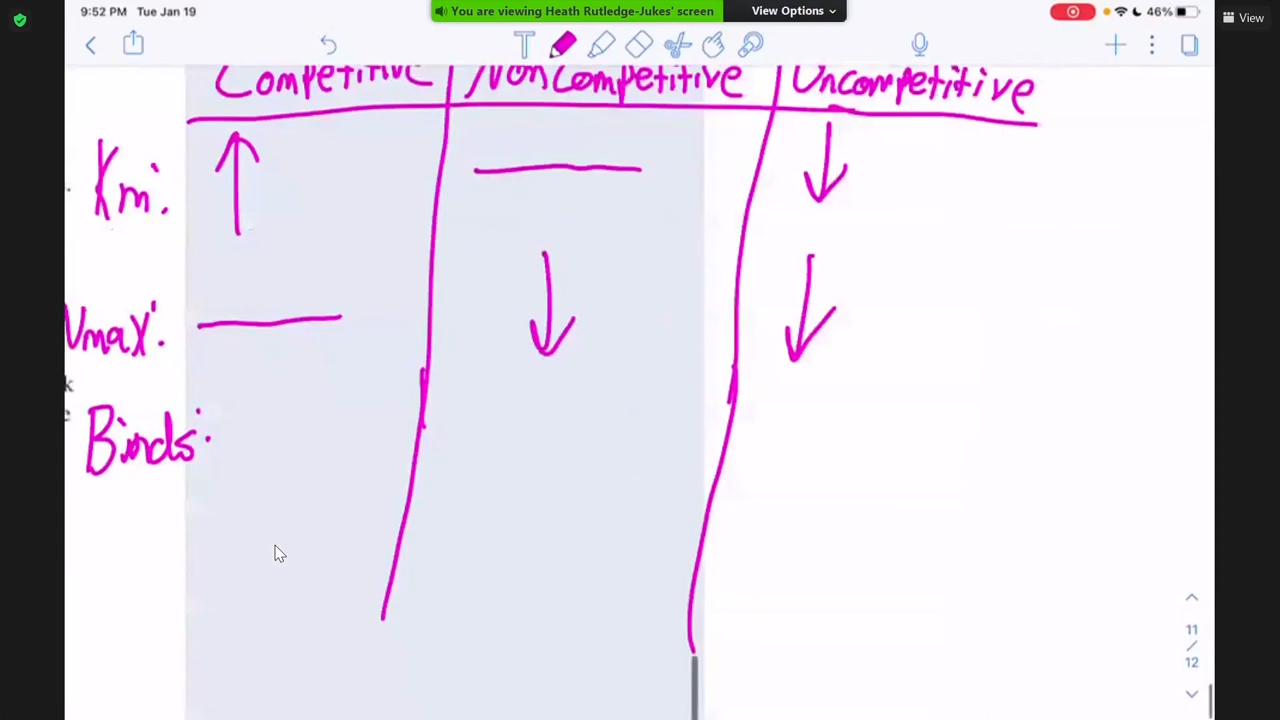 9:52 PM Tue Jan 19
You are viewing Heath Rutledge-Jukes' screen
View Options
46%
View
T
Competitive Noncompetitive Uncompetitive
Km:
Vmax:
k
e
Binds:
11
/
12